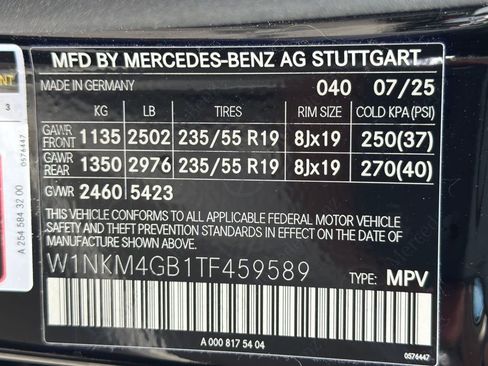 MFD BY MERCEDES-BENZ AG STUTTGART
MADE IN GERMANY 040 07/25
KG LB TIRES RIM SIZE COLD KPA (PSI)
GAWR FRONT 1135 2502 235/55 R19 8Jx19 250(37)
GAWR REAR 1350 2976 235/55 R19 8Jx19 270(40)
GVWR 2460 5423
THIS VEHICLE CONFORMS TO ALL APPLICABLE FEDERAL MOTOR VEHICLE
SAFETY AND THEFT PREVENTION STANDARDS IN EFFECT ON THE DATE
OF MANUFACTURE SHOWN ABOVE.
W1NKM4GB1TF459589 TYPE: MPV
A 000 817 54 04
0576447
3
0576447
A 254 584 32 00